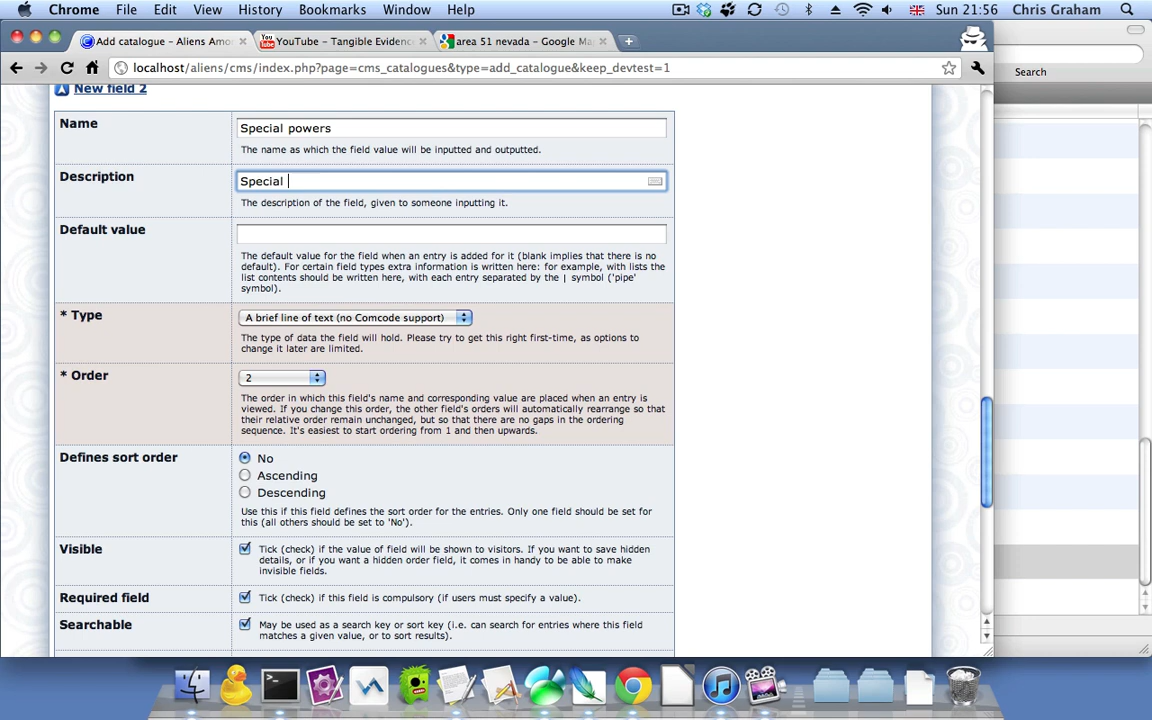 Chrome File Edit View History Bookmarks Window Help Sun 21:56 Chris Graham
Add catalogue - Aliens Amo
YouTube - Tangible Evidenc
area 51 nevada - Google Ma
localhost/aliens/cms/index.php?page=cms_catalogues&type=add_catalogue&keep_devtest=1
Search
New field 2
Name
Special powers
The name as which the field value will be inputted and outputted.
Description
Special
The description of the field, given to someone inputting it.
Default value
The default value for the field when an entry is added for it (blank implies that there is no
default). For certain field types extra information is written here: for example, with lists the
list contents should be written here, with each entry separated by the | symbol ('pipe'
symbol).
* Type
A brief line of text (no Comcode support)
The type of data the field will hold. Please try to get this right first-time, as options to
change it later are limited.
* Order
2
The order in which this field's name and corresponding value are placed when an entry is
viewed. If you change this order, the other field's orders will automatically rearrange so that
their relative order remain unchanged, but so that there are no gaps in the ordering
sequence. It's easiest to start ordering from 1 and then upwards.
Defines sort order
No
Ascending
Descending
Use this if this field defines the sort order for the entries. Only one field should be set for
this (all others should be set to 'No').
Visible
Tick (check) if the value of field will be shown to visitors. If you want to save hidden
details, or if you want a hidden order field, it comes in handy to be able to make
invisible fields.
Required field
Tick (check) if this field is compulsory (if users must specify a value).
Searchable
May be used as a search key or sort key (i.e. can search for entries where this field
matches a given value, or to sort results).